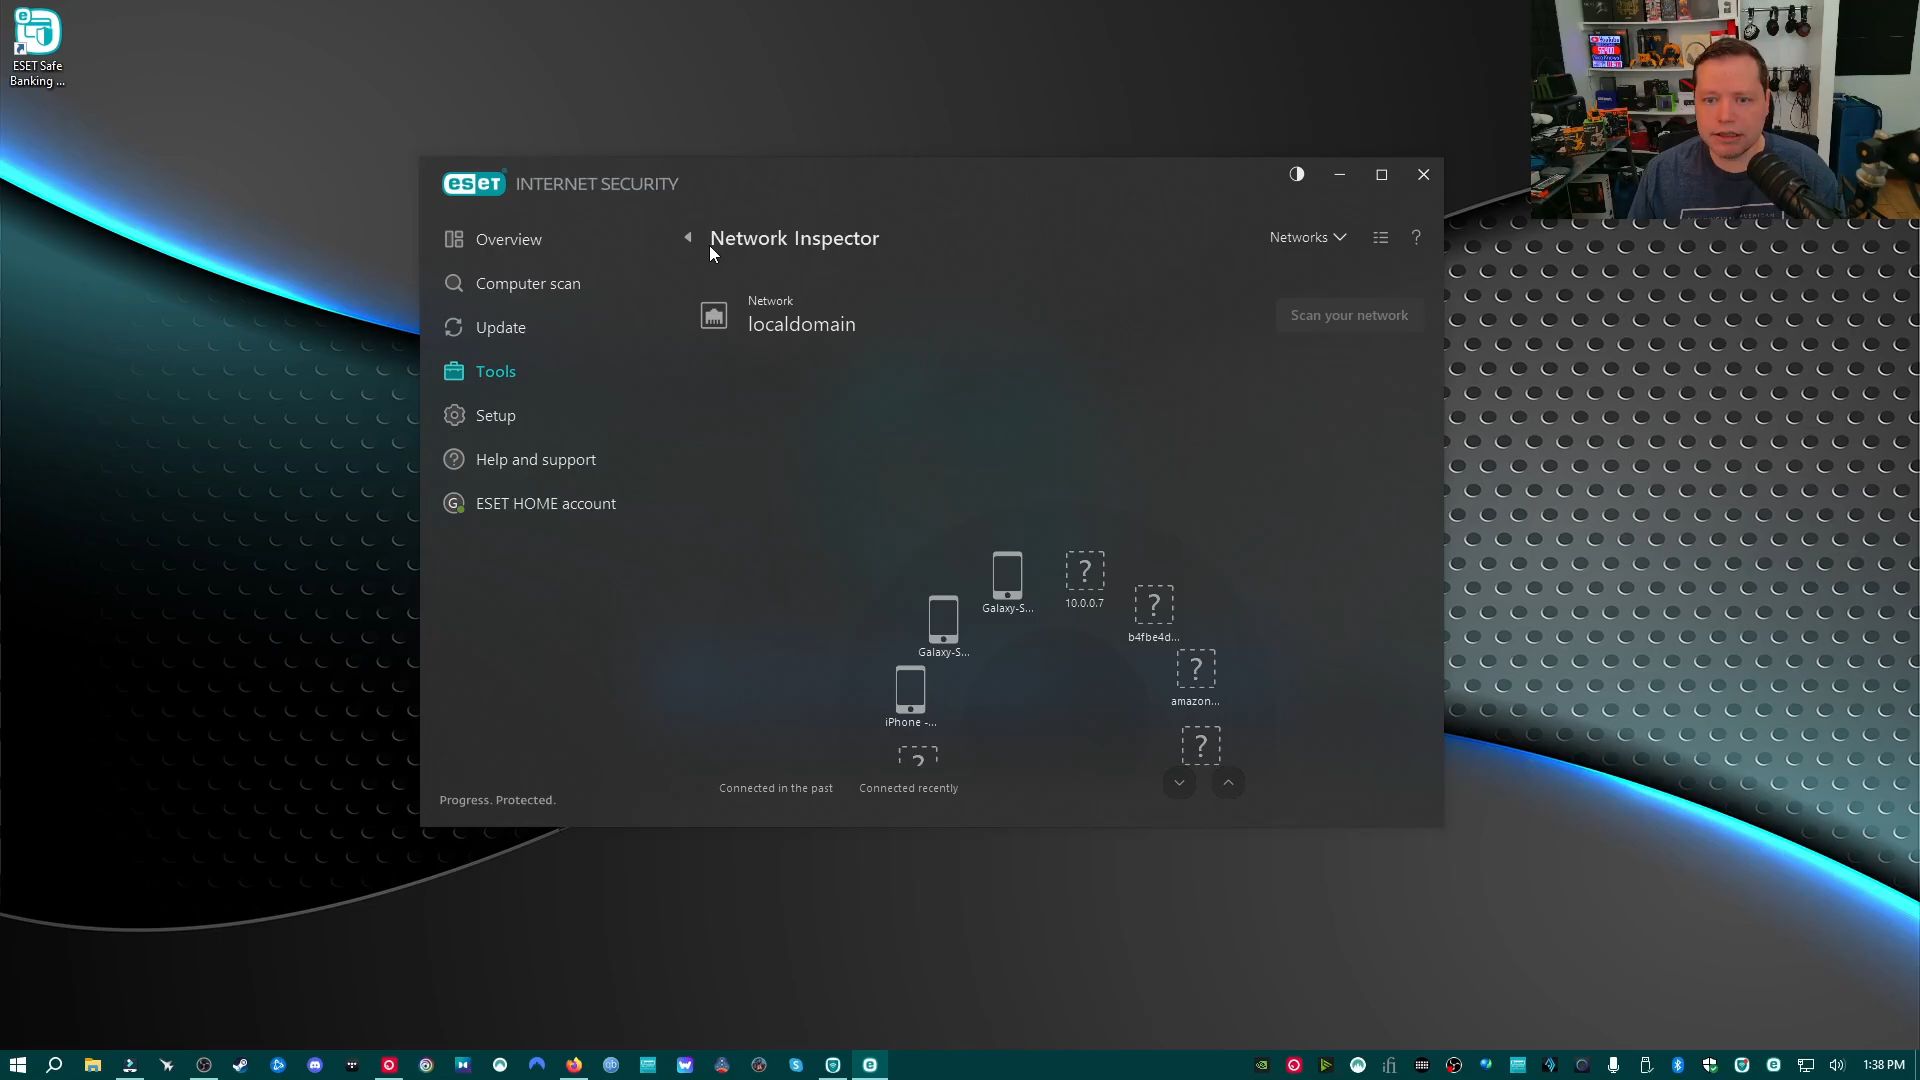 ESET Safe
Banking ...
eset INTERNET SECURITY
Overview
Computer scan
Update
Tools
Setup
Help and support
G
ESET HOME account
Progress. Protected.
Network Inspector
Networks
?
Network
localdomain
Scan your network
Galaxy-S...
?
10.0.0.7
Galaxy-S...
?
b4fbe4d...
?
amazon...
iPhone -...
?
?
Connected in the past
Connected recently
YouTube
1:38 PM